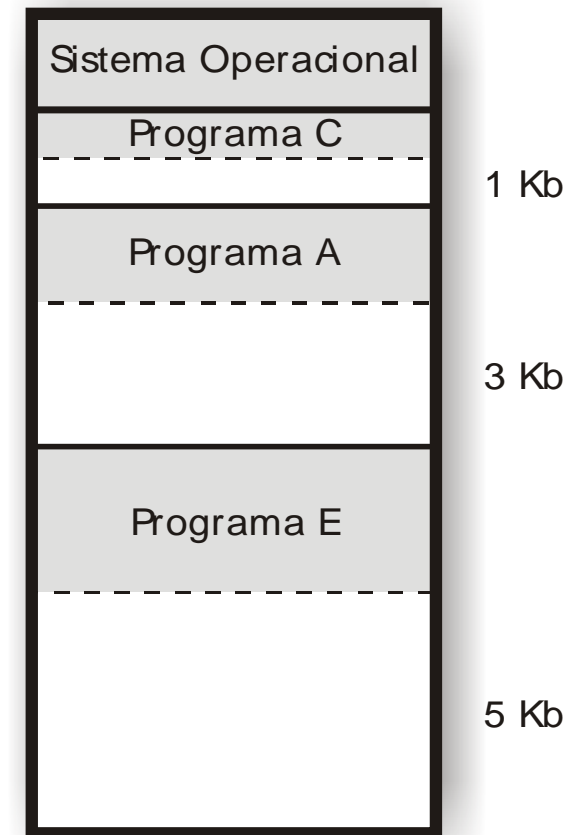 Sistema Operacional
Programa C
1 Kb
Programa A
3 Kb
Programa E
5 Kb